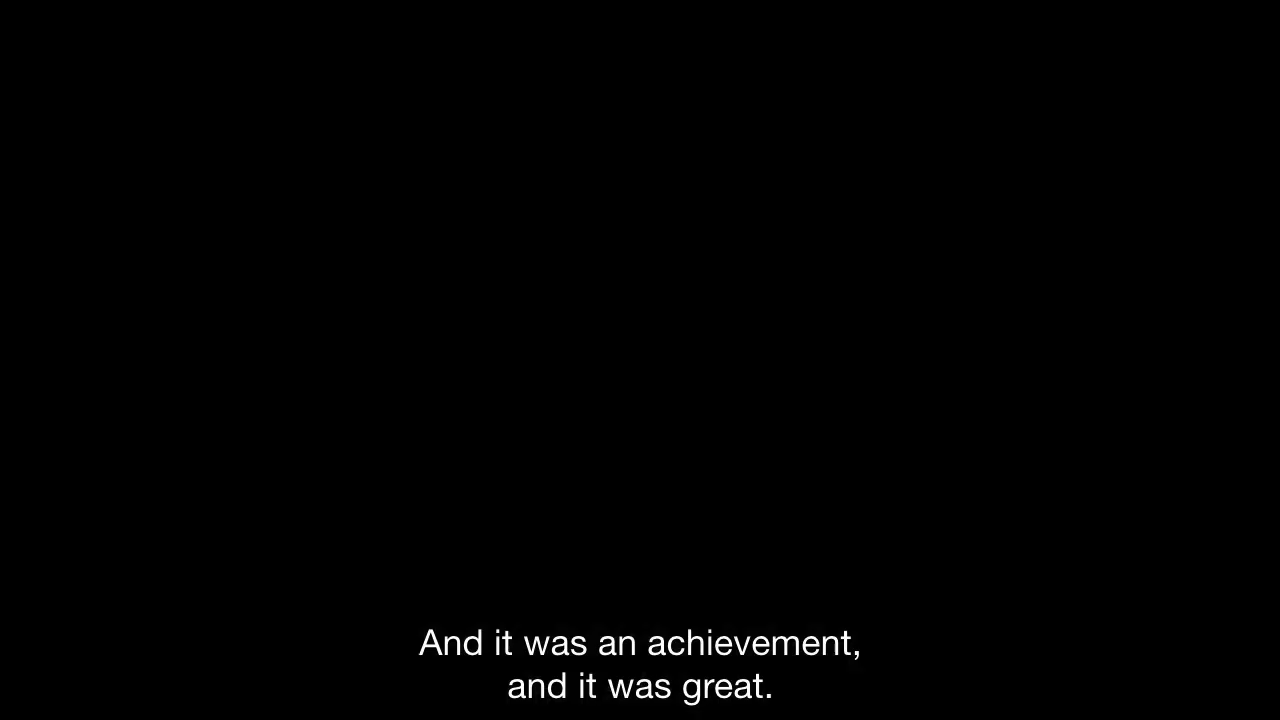 And it was an achievement,
and it was great.